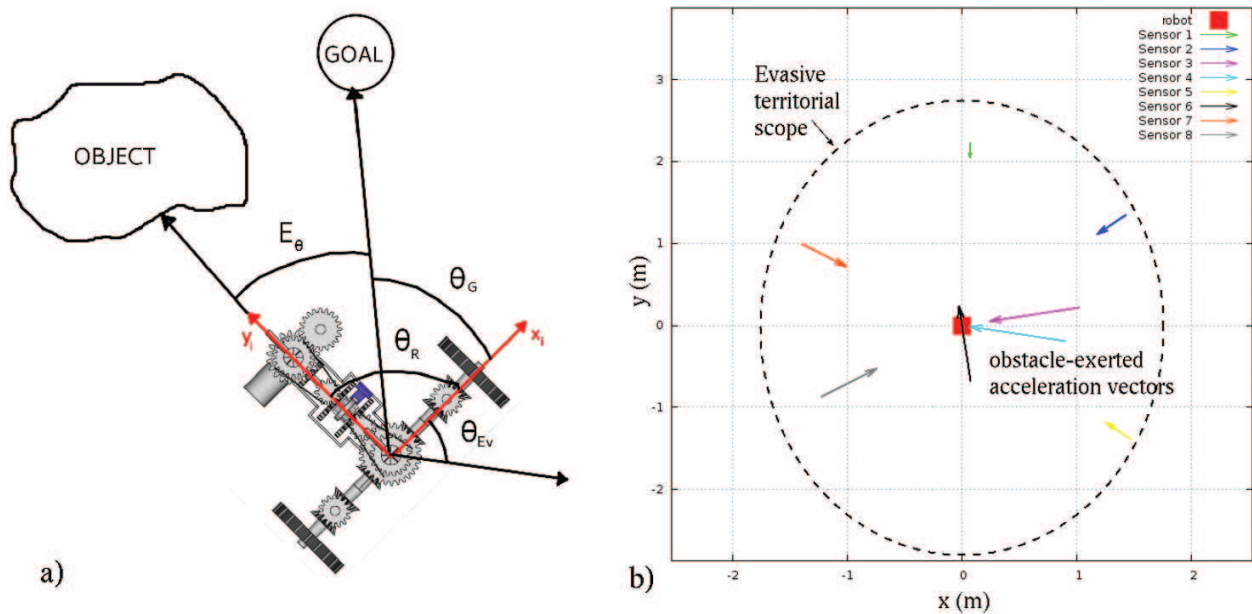 OBJECT
GOAL
Eθ
θG
θR
yi
xi
θEv
a)
robot
Sensor 1
Sensor 2
Sensor 3
Sensor 4
Sensor 5
Sensor 6
Sensor 7
Sensor 8
Evasive
territorial
scope
obstacle-exerted
acceleration vectors
y (m)
3
2
1
0
-1
-2
-2
-1
0
1
2
x (m)
b)